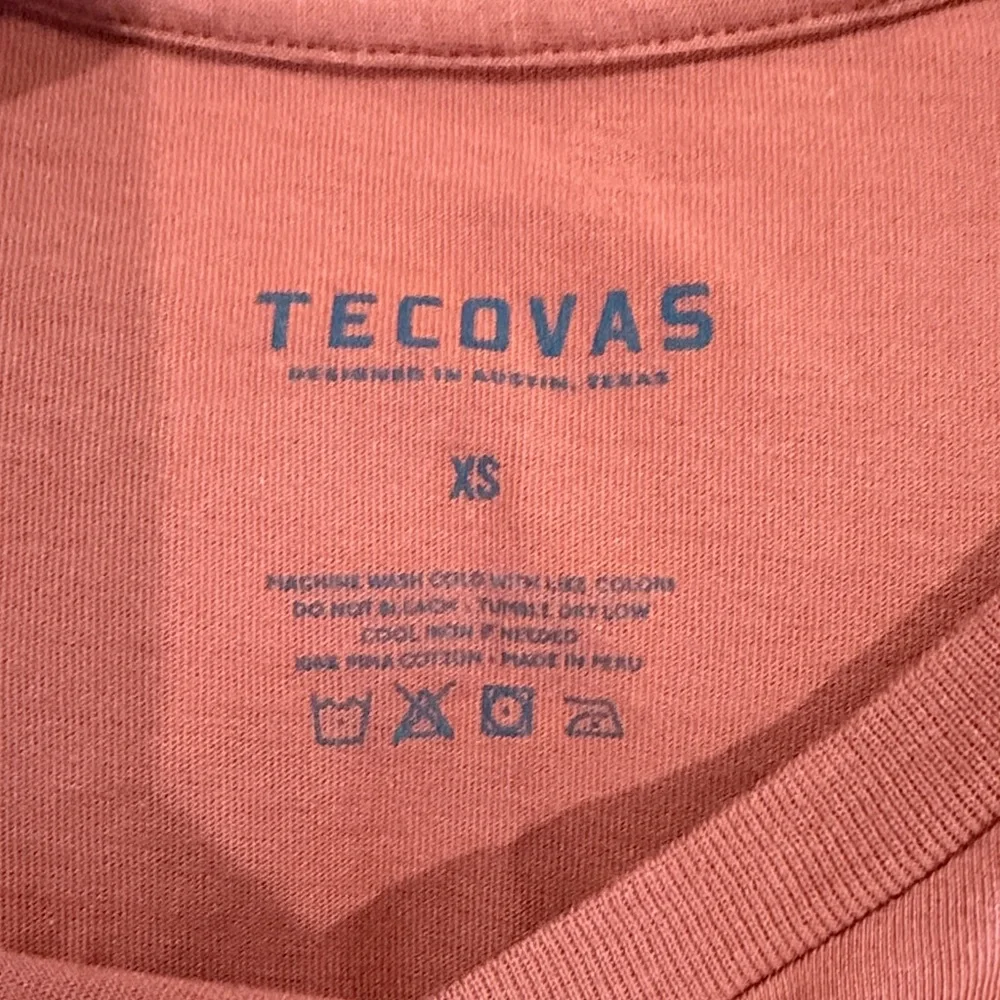 TECOVAS
DESIGNED IN AUSTIN, TEXAS
XS
MACHINE WASH COLD WITH LIKE COLORS
DO NOT BLEACH • TUMBLE DRY LOW
COOL IRON IF NEEDED
100% PIMA COTTON • MADE IN PERU